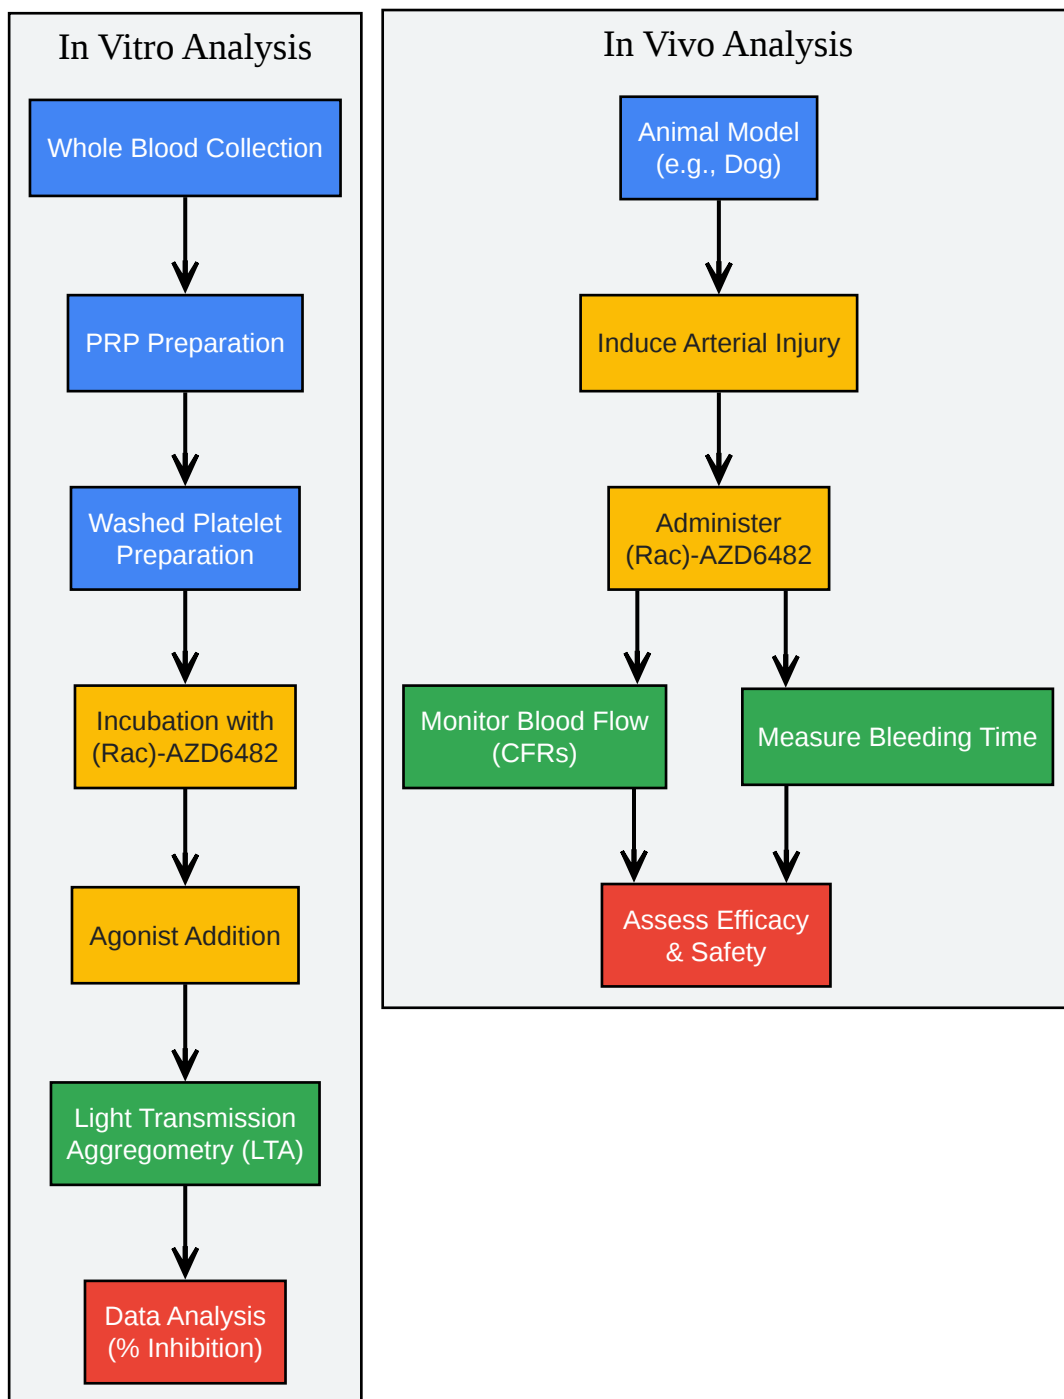 In Vitro Analysis
Whole Blood Collection
PRP Preparation
Washed Platelet
Preparation
Incubation with
(Rac)-AZD6482
Agonist Addition
Light Transmission
Aggregometry (LTA)
Data Analysis
(% Inhibition)
In Vivo Analysis
Animal Model
(e.g., Dog)
Induce Arterial Injury
Administer
(Rac)-AZD6482
Monitor Blood Flow
(CFRs)
Measure Bleeding Time
Assess Efficacy
& Safety